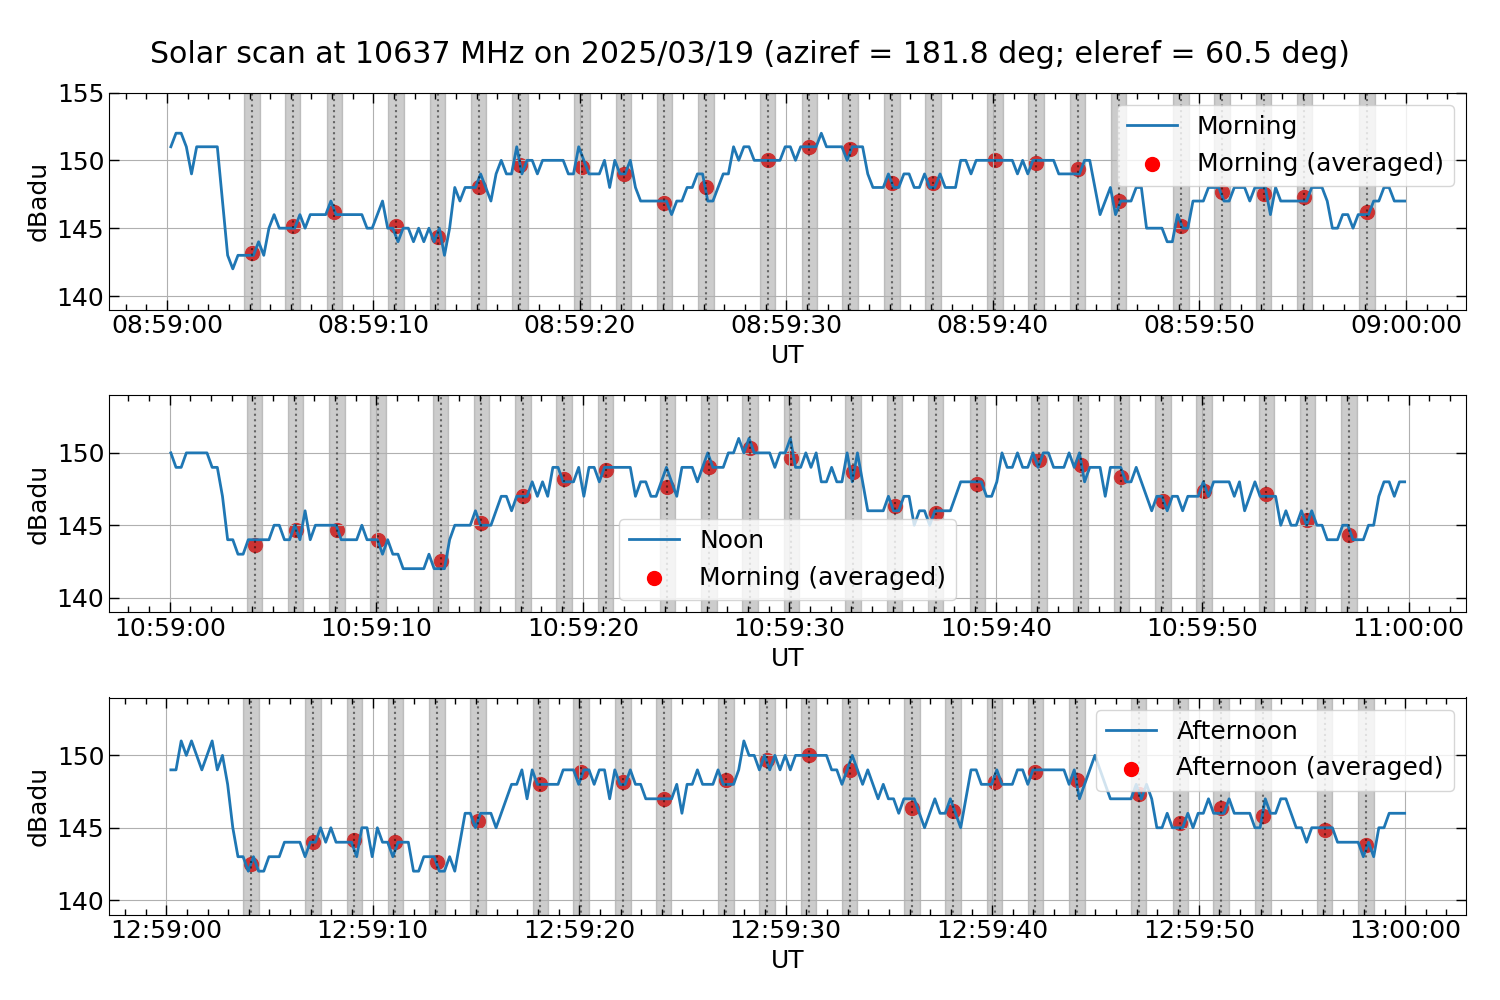 Solar scan at 10637 MHz on 2025/03/19 (aziref = 181.8 deg; eleref = 60.5 deg)
155
150
145
140
dBadu
Morning
Morning (averaged)
08:59:00 08:59:10 08:59:20 08:59:30 08:59:40 08:59:50 09:00:00
UT
150
145
140
dBadu
Noon
Morning (averaged)
10:59:00 10:59:10 10:59:20 10:59:30 10:59:40 10:59:50 11:00:00
UT
150
145
140
dBadu
Afternoon
Afternoon (averaged)
12:59:00 12:59:10 12:59:20 12:59:30 12:59:40 12:59:50 13:00:00
UT